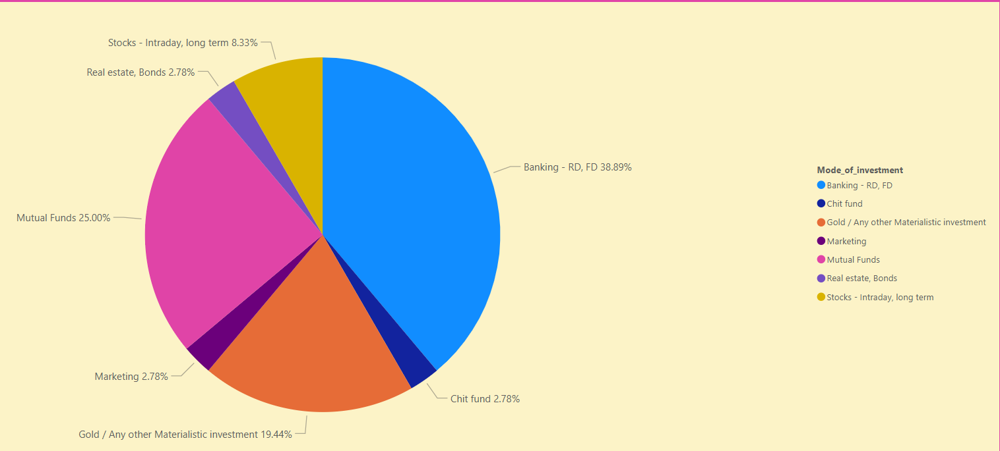 Stocks - Intraday, long term 8.33%
Real estate, Bonds 2.78%
Banking - RD, FD 38.89%
Mutual Funds 25.00%
Marketing 2.78%
Chit fund 2.78%
Gold / Any other Materialistic investment 19.44%
Mode_of_investment
Banking - RD, FD
Chit fund
Gold / Any other Materialistic investment
Marketing
Mutual Funds
Real estate, Bonds
Stocks - Intraday, long term